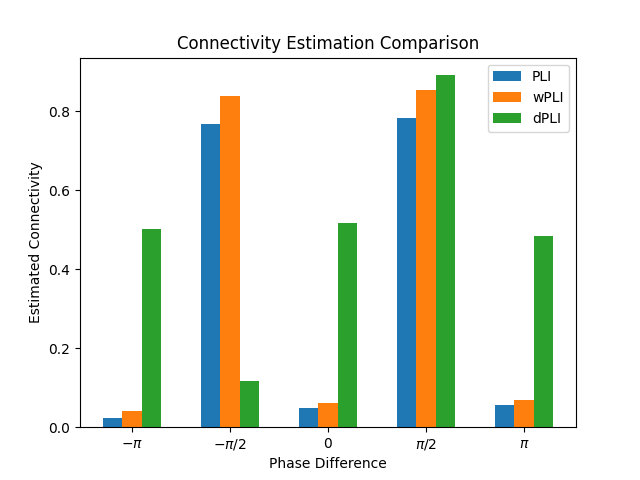 Connectivity Estimation Comparison
PLI
wPLI
dPLI
Estimated Connectivity
0.8
0.6
0.4
0.2
0.0
−π
−π/2
0
π/2
π
Phase Difference